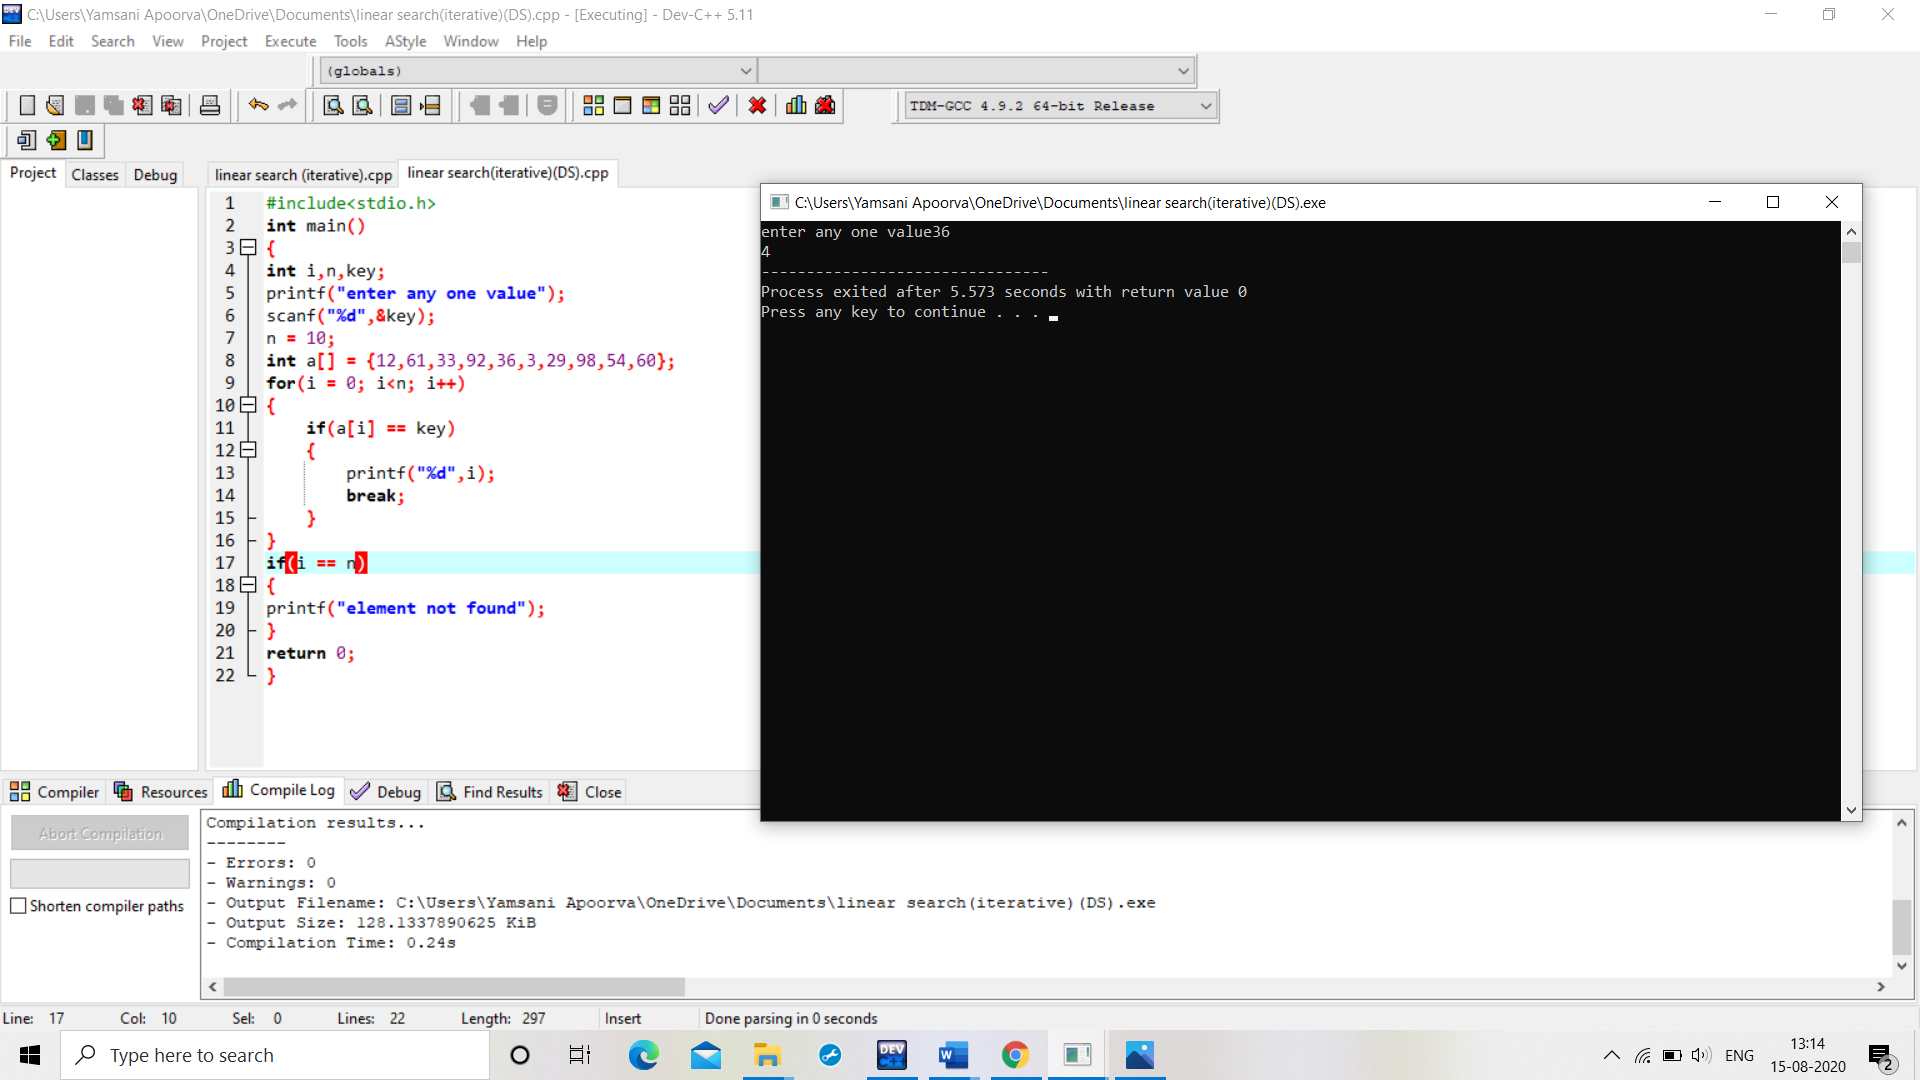 C:\Users\Yamsani Apoorva\OneDrive\Documents\linear search(iterative)(DS).cpp - [Executing] - Dev-C++ 5.11
File Edit Search View Project Execute Tools AStyle Window Help
(globals)
TDM-GCC 4.9.2 64-bit Release
Project Classes Debug
linear search (iterative).cpp linear search(iterative)(DS).cpp
1 #include<stdio.h>
2 int main()
3 {
4 int i,n,key;
5 printf("enter any one value");
6 scanf("%d",&key);
7 n = 10;
8 int a[] = {12,61,33,92,36,3,29,98,54,60};
9 for(i = 0; i<n; i++)
10 {
11 if(a[i] == key)
12 {
13 printf("%d",i);
14 break;
15 }
16 }
17 if(i == n)
18 {
19 printf("element not found");
20 }
21 return 0;
22 }
C:\Users\Yamsani Apoorva\OneDrive\Documents\linear search(iterative)(DS).exe
enter any one value36
4
--------------------------------
Process exited after 5.573 seconds with return value 0
Press any key to continue . . .
Compiler Resources Compile Log Debug Find Results Close
Abort Compilation
Shorten compiler paths
Compilation results...
--------
- Errors: 0
- Warnings: 0
- Output Filename: C:\Users\Yamsani Apoorva\OneDrive\Documents\linear search(iterative)(DS).exe
- Output Size: 128.1337890625 KiB
- Compilation Time: 0.24s
Line: 17 Col: 10 Sel: 0 Lines: 22 Length: 297 Insert Done parsing in 0 seconds
Type here to search
DEV C++
W
ENG
13:14
15-08-2020
2